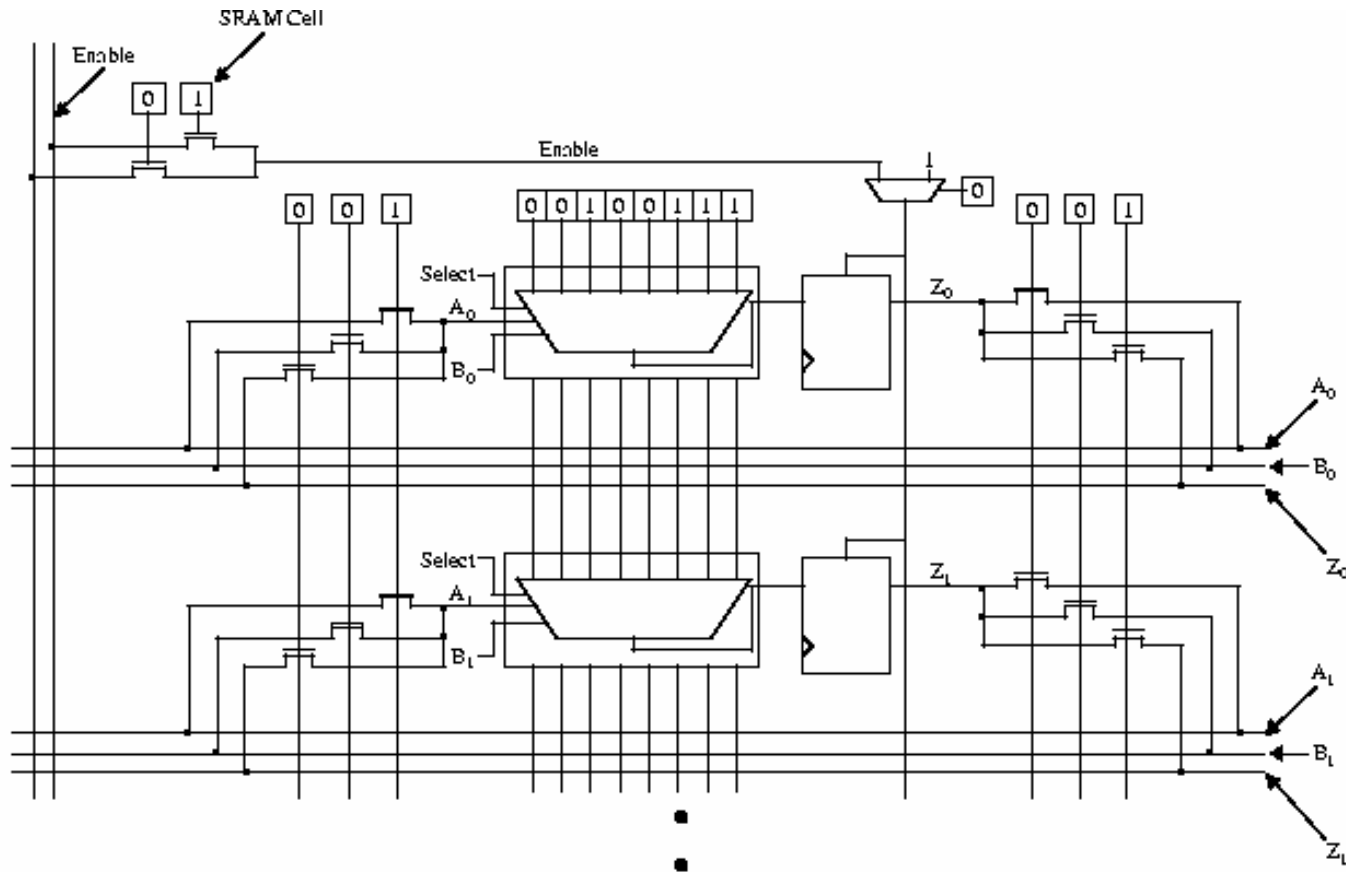 SRAM Cell
Enable
0 1
Enable
1
0
0 0 1
0 0 1 0 0 1 1 1
0 0 1
Select
A0
B0
Z0
A0
B0
Z0
Select
A1
B1
Z1
A1
B1
Z1